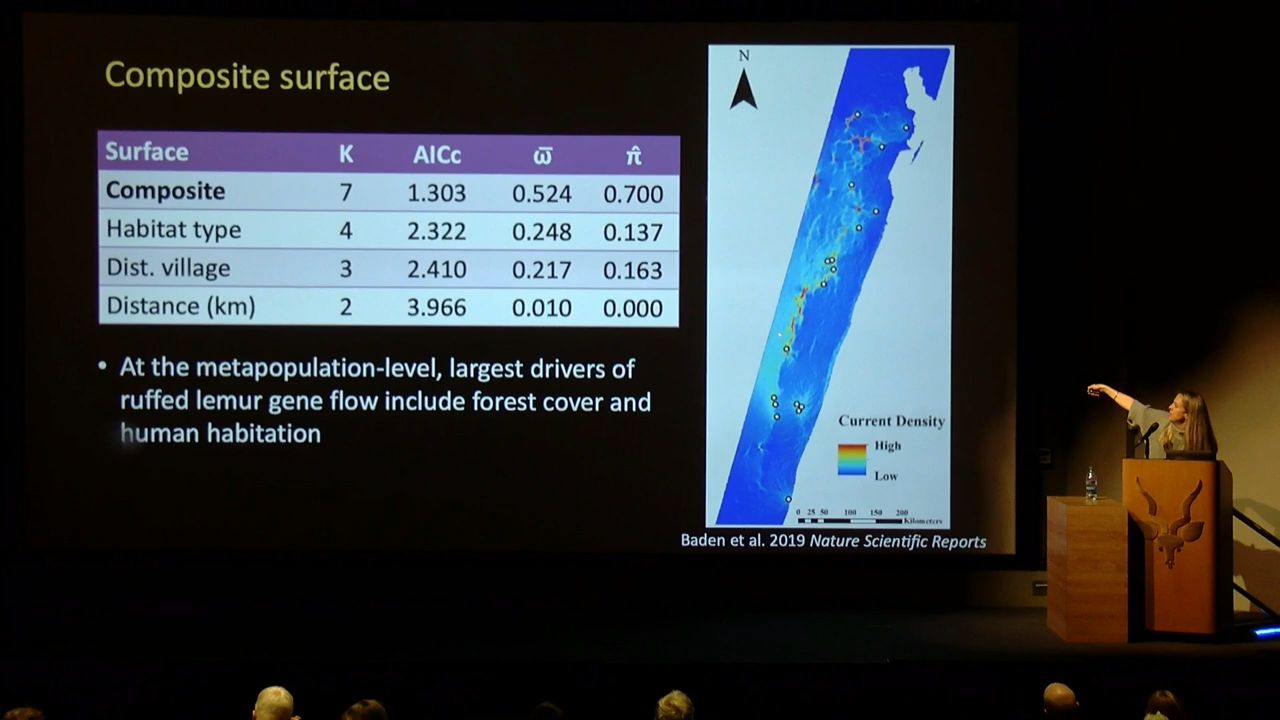 Composite surface
Surface K AICc ω̅ π̂
Composite 7 1.303 0.524 0.700
Habitat type 4 2.322 0.248 0.137
Dist. village 3 2.410 0.217 0.163
Distance (km) 2 3.966 0.010 0.000
• At the metapopulation-level, largest drivers of
ruffed lemur gene flow include forest cover and
human habitation
N
Current Density
High
Low
0 25 50 100 150 200
Kilometers
Baden et al. 2019 Nature Scientific Reports